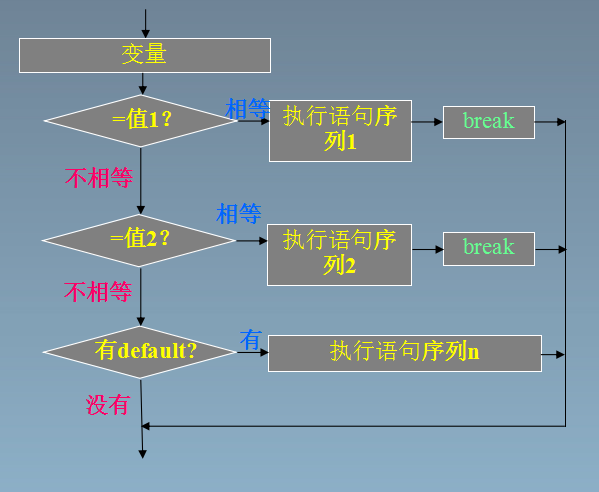 变量
=值1？
相等
执行语句序
列1
break
不相等
=值2？
相等
执行语句序
列2
break
不相等
有default?
有
执行语句序列n
没有